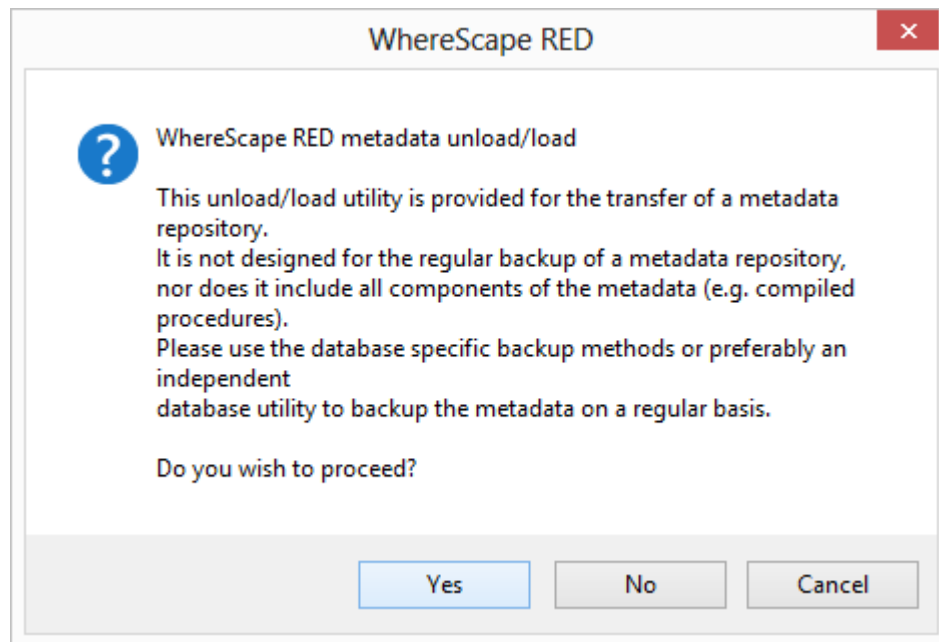 WhereScape RED
WhereScape RED metadata unload/load
This unload/load utility is provided for the transfer of a metadata
repository.
It is not designed for the regular backup of a metadata repository,
nor does it include all components of the metadata (e.g. compiled
procedures).
Please use the database specific backup methods or preferably an
independent
database utility to backup the metadata on a regular basis.
Do you wish to proceed?
Yes No Cancel